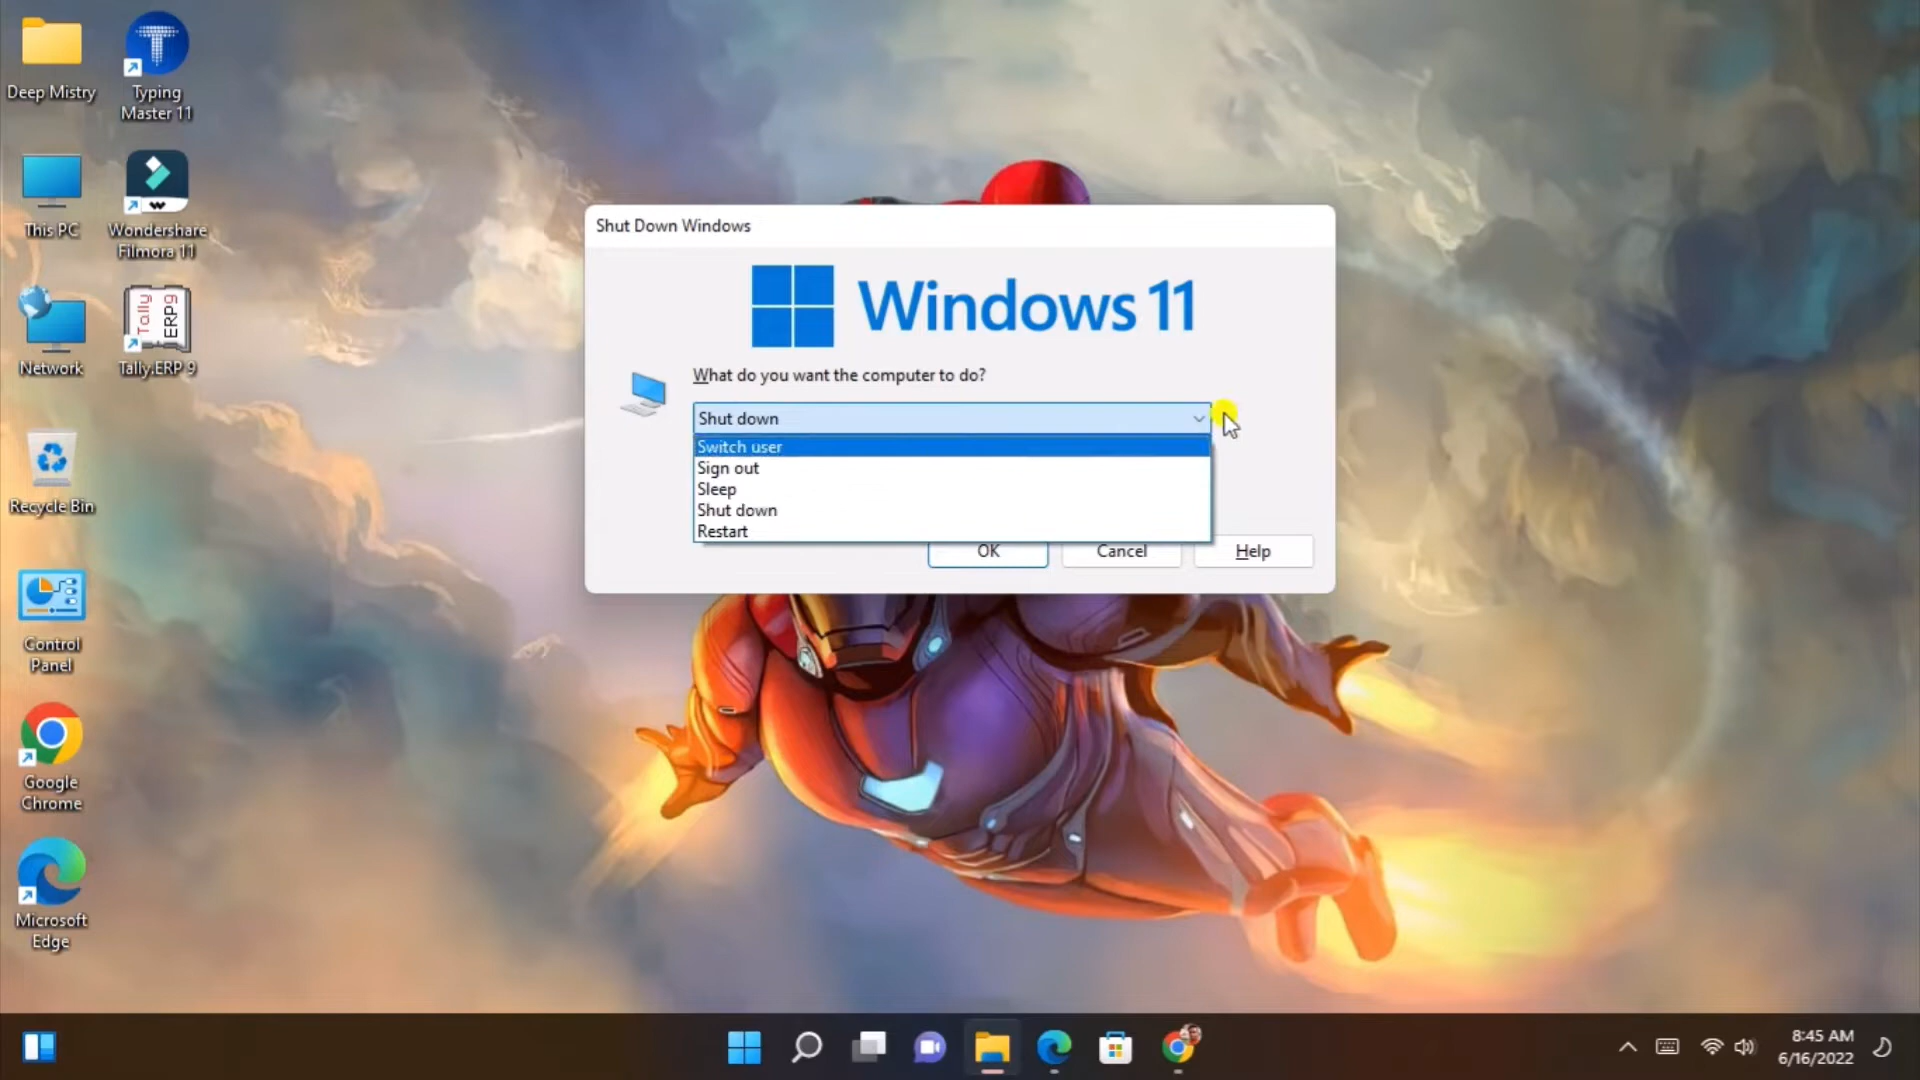 Deep Mistry
Typing
Master 11
This PC
Wondershare
Filmora 11
Network
Tally
ERP9
Tally.ERP 9
Recycle Bin
Control
Panel
Google
Chrome
Microsoft
Edge
Shut Down Windows
Windows 11
What do you want the computer to do?
Shut down
Switch user
Sign out
Sleep
Shut down
Restart
OK
Cancel
Help
8:45 AM
6/16/2022